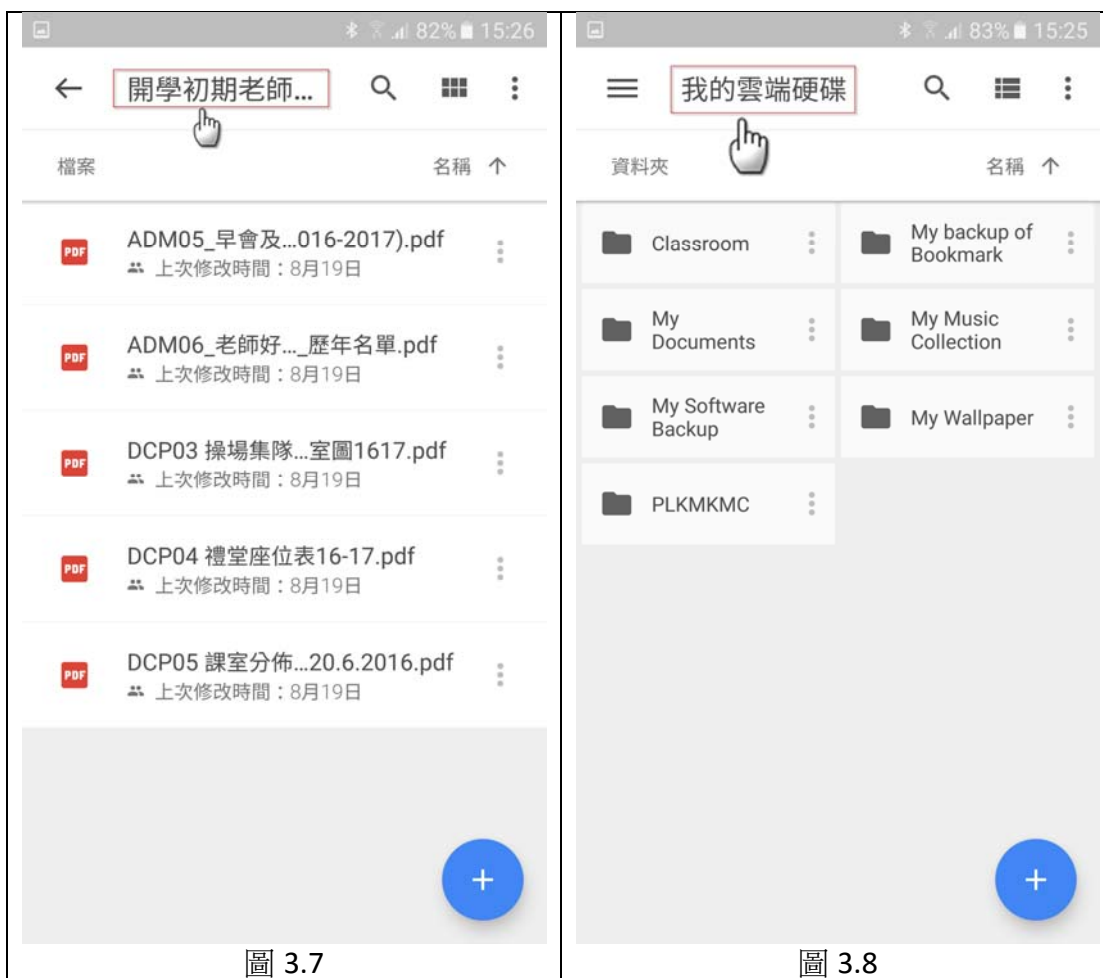 82% 15:26
開學初期老師...
檔案 名稱
PDF ADM05_早會及...016-2017).pdf
上次修改時間：8月19日
PDF ADM06_老師好..._歷年名單.pdf
上次修改時間：8月19日
PDF DCP03 操場集隊...室圖1617.pdf
上次修改時間：8月19日
PDF DCP04 禮堂座位表16-17.pdf
上次修改時間：8月19日
PDF DCP05 課室分佈...20.6.2016.pdf
上次修改時間：8月19日
圖 3.7
83% 15:25
我的雲端硬碟
資料夾 名稱
Classroom
My backup of
Bookmark
My
Documents
My Music
Collection
My Software
Backup
My Wallpaper
PLKMKMC
圖 3.8